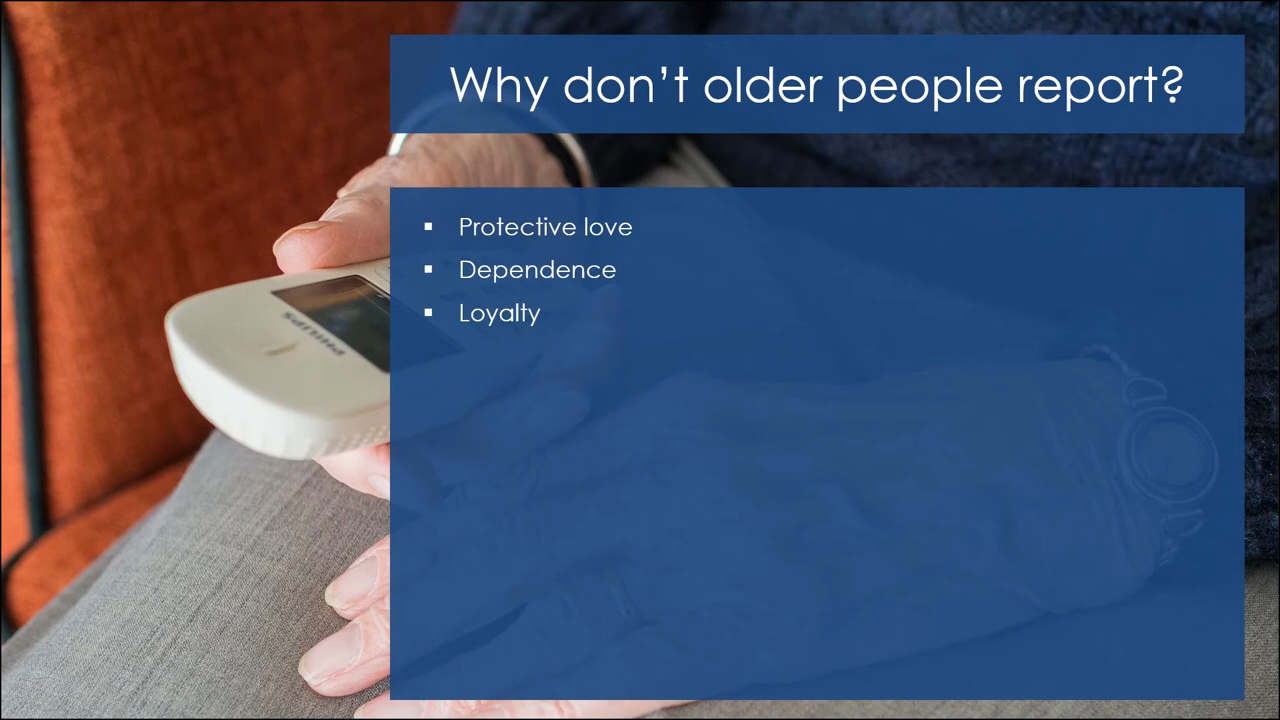 Why don’t older people report?
▪ Protective love
▪ Dependence
▪ Loyalty
PHILIPS